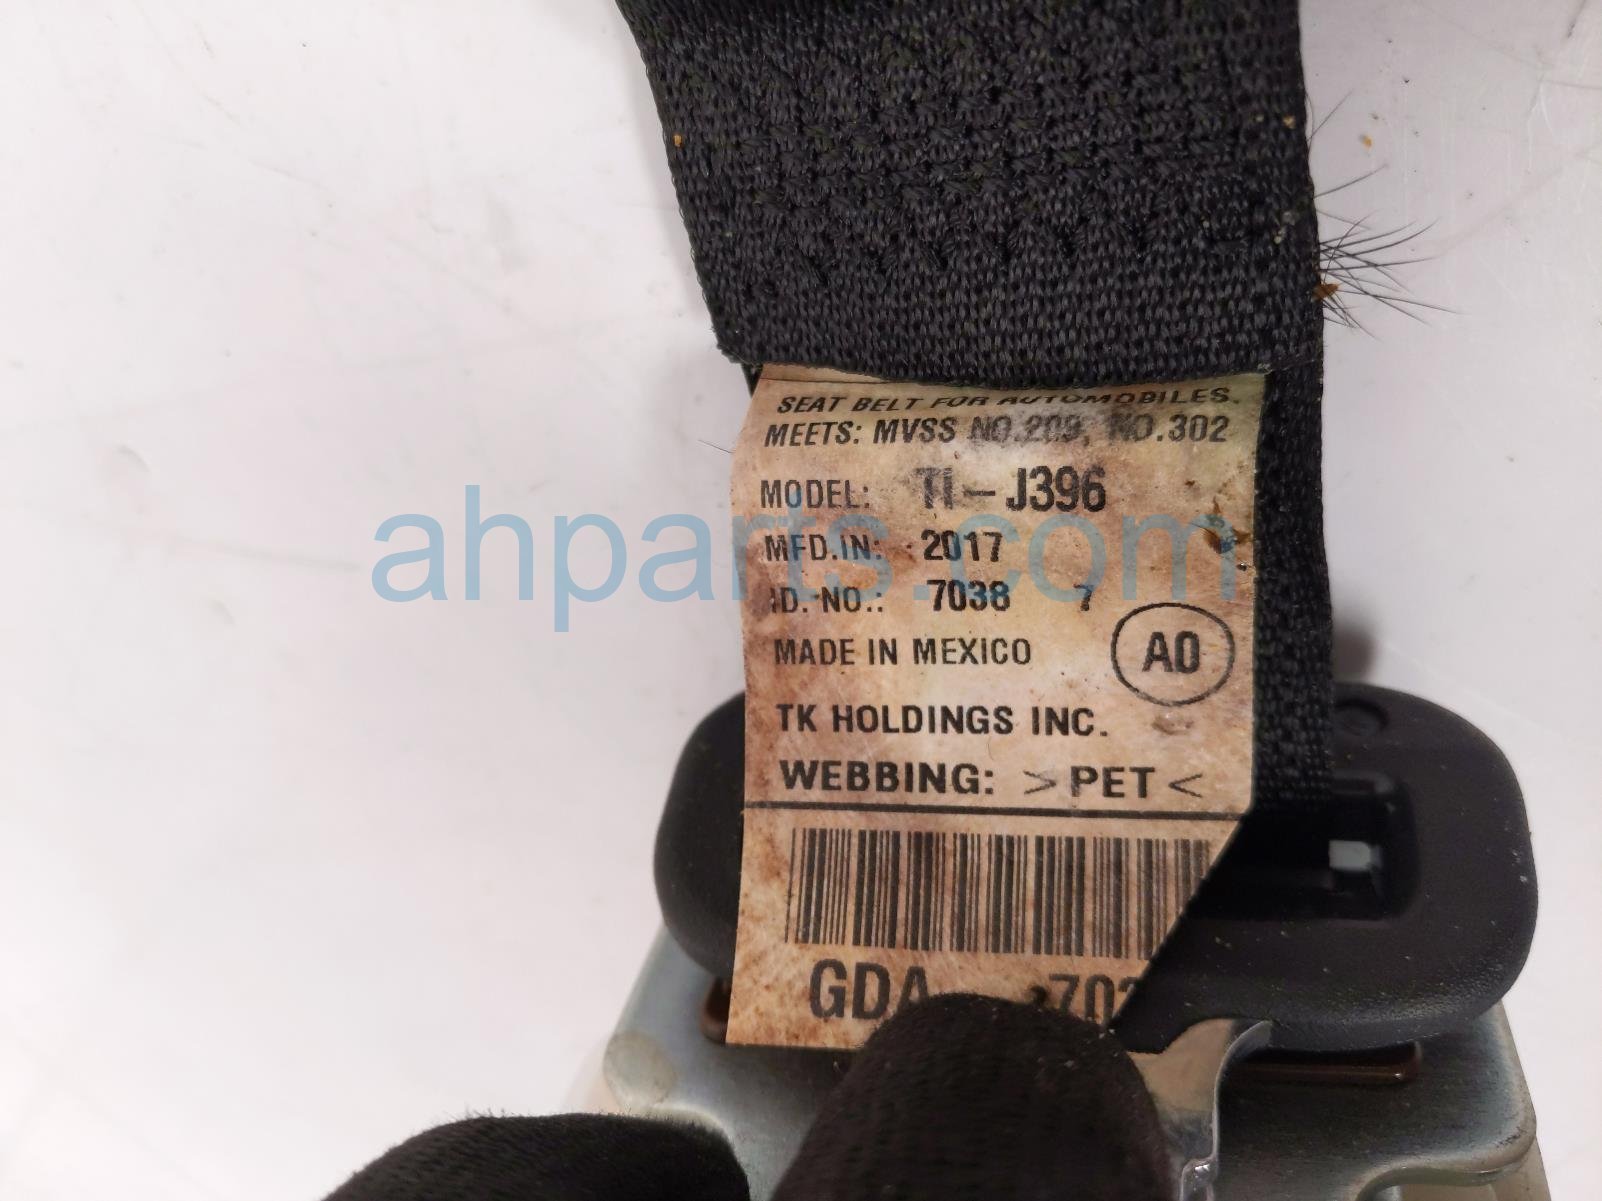 SEAT BELT FOR AUTOMOBILES.
MEETS: MVSS NO.209, NO.302
MODEL: TI-J396
MFD.IN: 2017
ID. NO.: 7038 7
MADE IN MEXICO
A0
TK HOLDINGS INC.
WEBBING: >PET<
GDA
ahparts.com